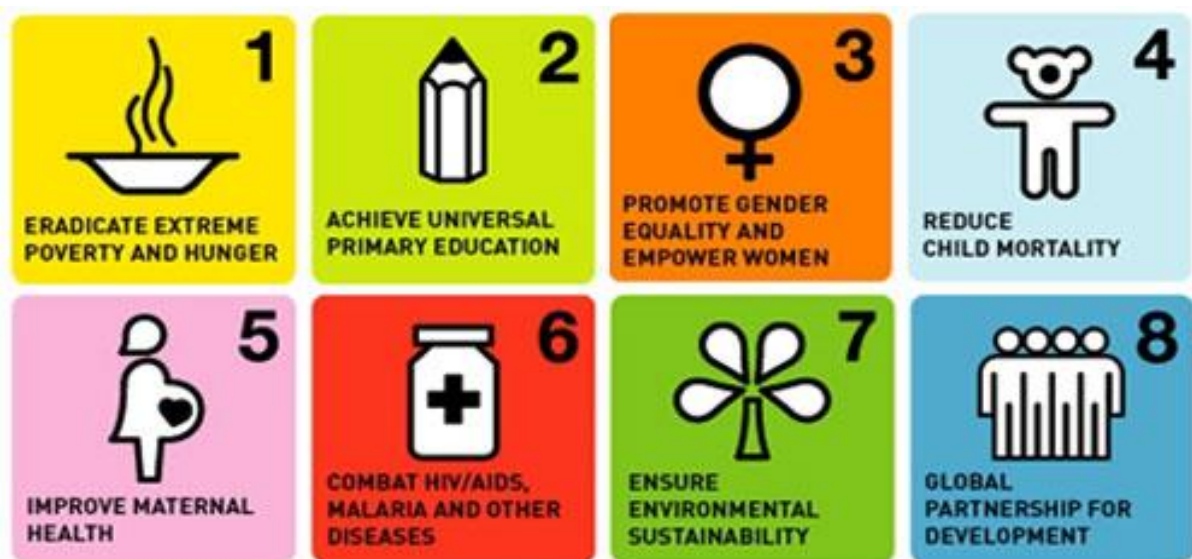 1
ERADICATE EXTREME
POVERTY AND HUNGER
2
ACHIEVE UNIVERSAL
PRIMARY EDUCATION
3
PROMOTE GENDER
EQUALITY AND
EMPOWER WOMEN
4
REDUCE
CHILD MORTALITY
5
IMPROVE MATERNAL
HEALTH
6
COMBAT HIV/AIDS,
MALARIA AND OTHER
DISEASES
7
ENSURE
ENVIRONMENTAL
SUSTAINABILITY
8
GLOBAL
PARTNERSHIP FOR
DEVELOPMENT